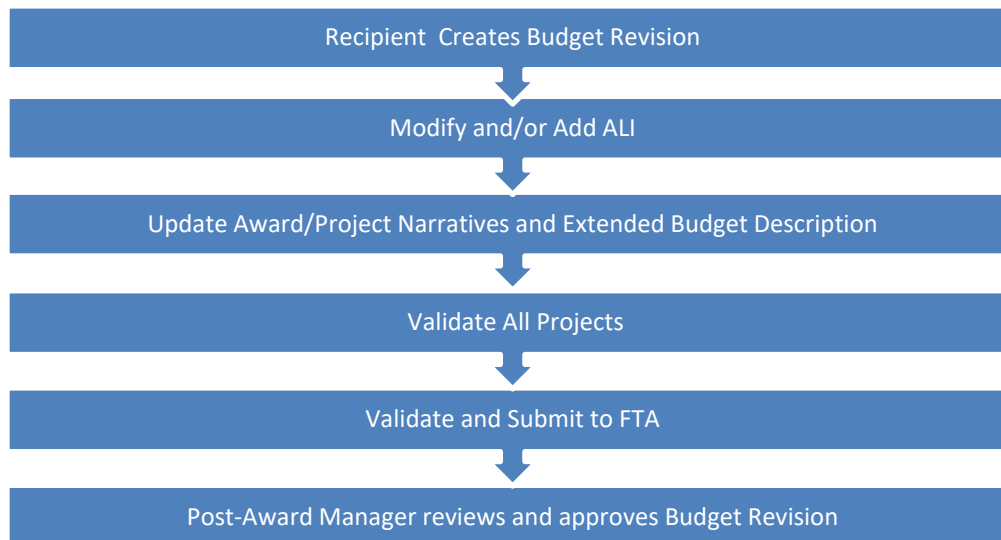 Recipient  Creates Budget Revision
Modify and/or Add ALI
Update Award/Project Narratives and Extended Budget Description
Validate All Projects
Validate and Submit to FTA
Post-Award Manager reviews and approves Budget Revision